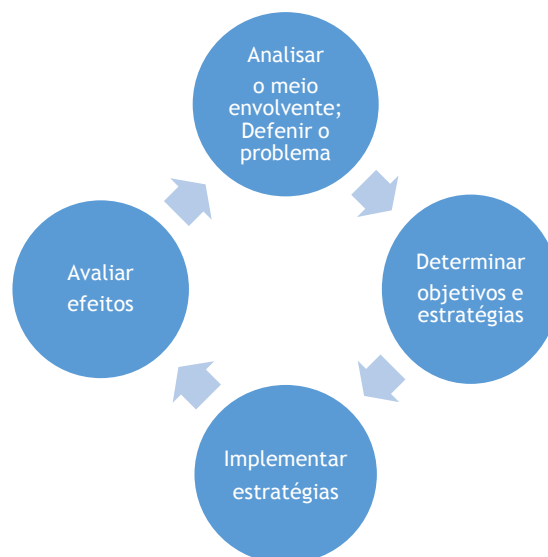 Analisar
o meio
envolvente;
Defenir o
problema
Determinar
objetivos e
estratégias
Implementar
estratégias
Avaliar
efeitos